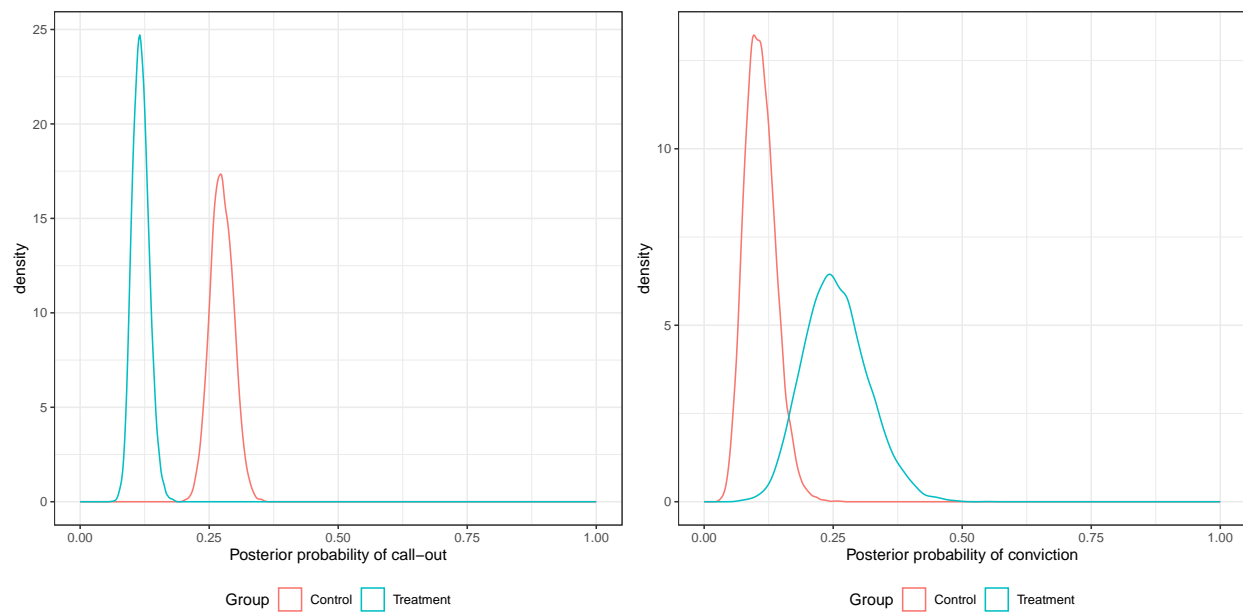 25
20
15
10
5
0
density
0.00 0.25 0.50 0.75 1.00
Posterior probability of call−out
Group Control Treatment
10
5
0
density
0.00 0.25 0.50 0.75 1.00
Posterior probability of conviction
Group Control Treatment